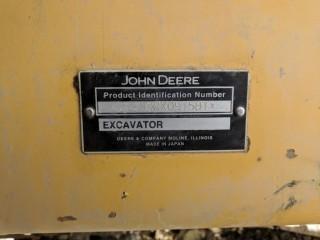 JOHN DEERE
Product Identification Number
EXCAVATOR
DEERE & COMPANY MOLINE, ILLINOIS
MADE IN JAPAN